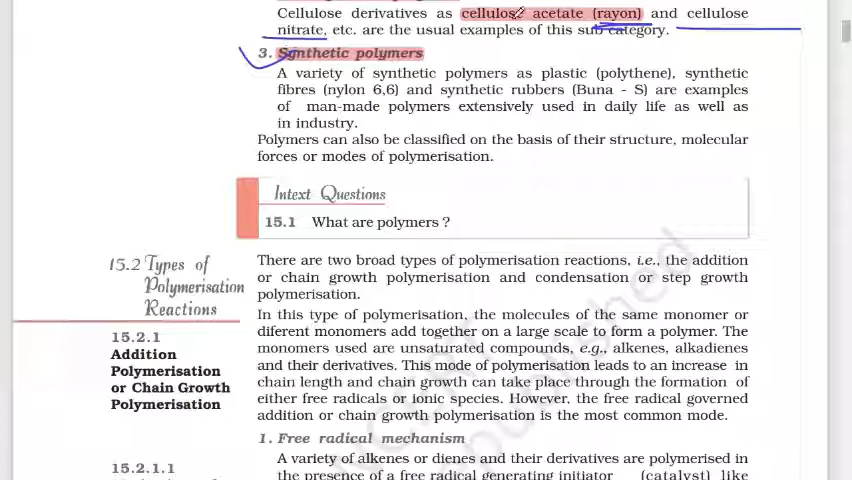 Cellulose derivatives as cellulose acetate (rayon) and cellulose
nitrate, etc. are the usual examples of this sub category.
3. Synthetic polymers
A variety of synthetic polymers as plastic (polythene), synthetic
fibres (nylon 6,6) and synthetic rubbers (Buna - S) are examples
of man-made polymers extensively used in daily life as well as
in industry.
Polymers can also be classified on the basis of their structure, molecular
forces or modes of polymerisation.
Intext Questions
15.1 What are polymers ?
15.2 Types of
Polymerisation
Reactions
There are two broad types of polymerisation reactions, i.e., the addition
or chain growth polymerisation and condensation or step growth
polymerisation.
15.2.1
Addition
Polymerisation
or Chain Growth
Polymerisation
In this type of polymerisation, the molecules of the same monomer or
diferent monomers add together on a large scale to form a polymer. The
monomers used are unsaturated compounds, e.g., alkenes, alkadienes
and their derivatives. This mode of polymerisation leads to an increase in
chain length and chain growth can take place through the formation of
either free radicals or ionic species. However, the free radical governed
addition or chain growth polymerisation is the most common mode.
1. Free radical mechanism
15.2.1.1
A variety of alkenes or dienes and their derivatives are polymerised in
the presence of a free radical generating initiator (catalyst) like